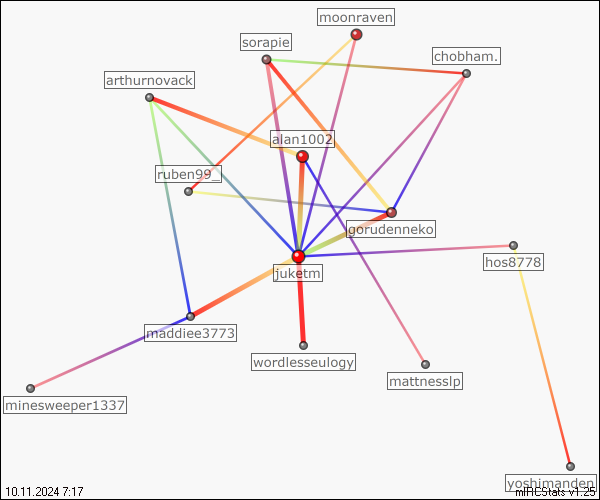 moonraven
sorapie
chobham.
arthurnovack
alan1002
ruben99_
gorudenneko
hos8778
juketm
maddiee3773
wordlesseulogy
mattnesslp
minesweeper1337
yoshimanden
10.11.2024 7:17
mIRCStats v1.25